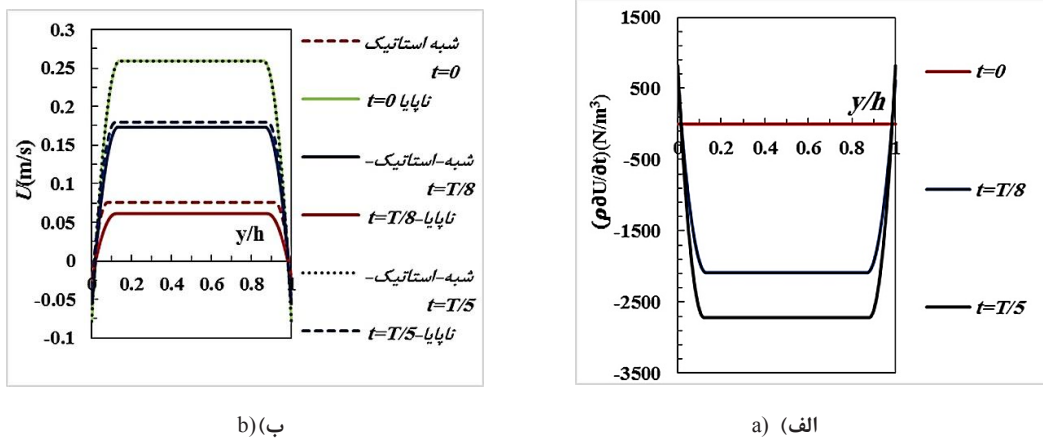 0.3
0.25
0.2
0.15
0.1
0.05
0
-0.05
-0.1
U(m/s)
y/h
0 0.2 0.4 0.6 0.8 1
شبه استاتیک
t=0
ناپایا t=0
شبه-استاتیک-
t=T/8
ناپایا-t=T/8
شبه-استاتیک-
t=T/5
ناپایا-t=T/5
1500
500
-500
-1500
-2500
-3500
(ρ∂U/∂t)(N/m³)
y/h
0 0.2 0.4 0.6 0.8 1
t=0
t=T/8
t=T/5
ب) (b
الف) (a